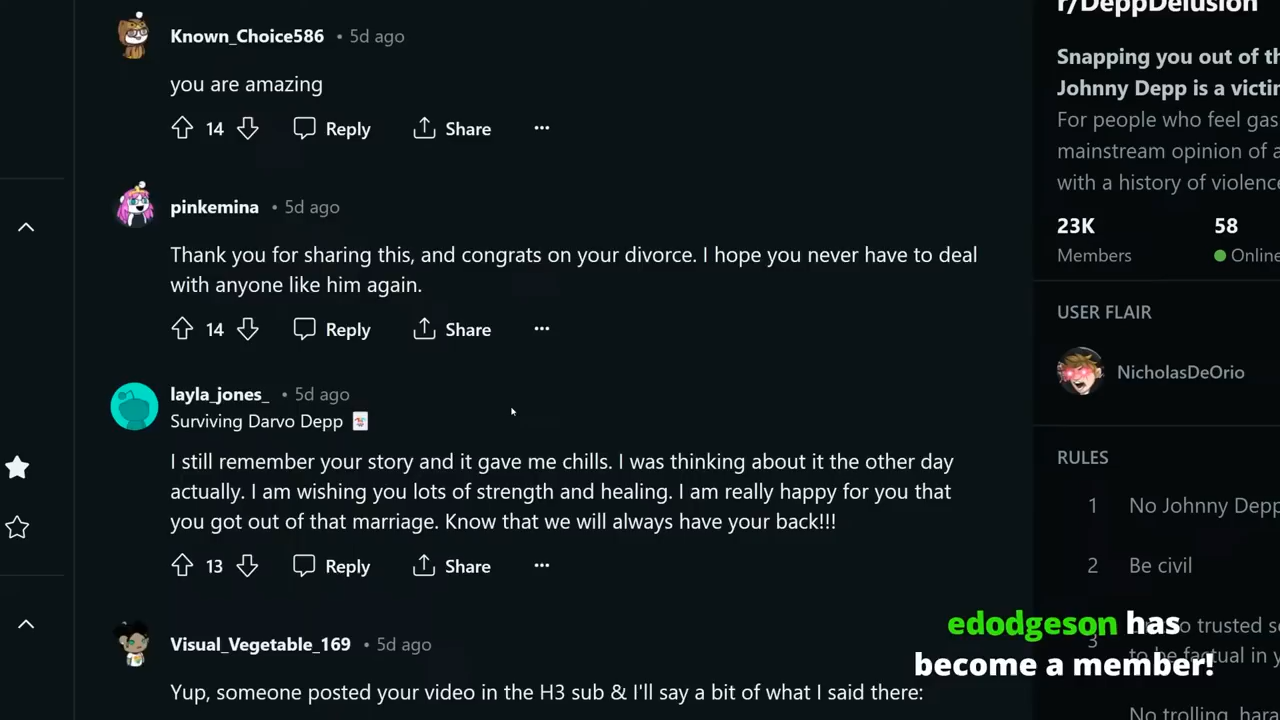 Known_Choice586 • 5d ago
you are amazing
14 Reply Share
pinkemina • 5d ago
Thank you for sharing this, and congrats on your divorce. I hope you never have to deal
with anyone like him again.
14 Reply Share
layla_jones_ • 5d ago
Surviving Darvo Depp
I still remember your story and it gave me chills. I was thinking about it the other day
actually. I am wishing you lots of strength and healing. I am really happy for you that
you got out of that marriage. Know that we will always have your back!!!
13 Reply Share
Visual_Vegetable_169 • 5d ago
Yup, someone posted your video in the H3 sub & I'll say a bit of what I said there:
r/DeppDelusion
Snapping you out of
Johnny Depp is a
For people who feel
mainstream opinion of
with a history of
23K 58
Members
USER FLAIR
NicholasDeOrio
RULES
1 No Johnny Depp
2 Be civil
3 trusted
to be factual in
No trolling,
edodgeson has
become a member!